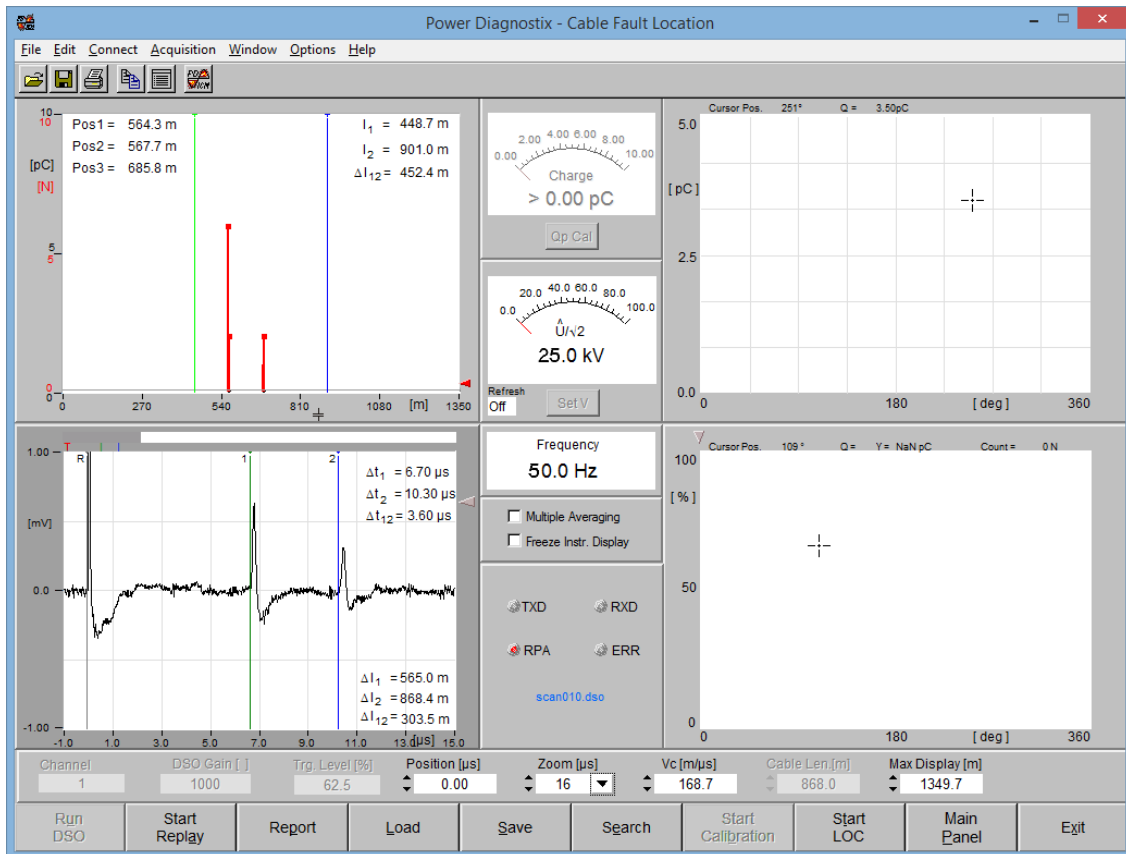 Power Diagnostix - Cable Fault Location
File Edit Connect Acquisition Window Options Help
10
10
[pC]
[N]
5
5
0
0
Pos1 = 564.3 m
Pos2 = 567.7 m
Pos3 = 685.8 m
l1 = 448.7 m
l2 = 901.0 m
Δl12 = 452.4 m
0 270 540 810 1080 [m] 1350
0.00 2.00 4.00 6.00 8.00 10.00
Charge
> 0.00 pC
Qp Cal
0.0 20.0 40.0 60.0 80.0 100.0
Û/√2
25.0 kV
Refresh
Off
Set V
Cursor Pos. 251° Q = 3.50pC
5.0
[ pC ]
2.5
0.0
0 180 [ deg ] 360
T
1.00
[mV]
0.0
-1.00
R 1 2
Δt1 = 6.70 µs
Δt2 = 10.30 µs
Δt12 = 3.60 µs
Δl1 = 565.0 m
Δl2 = 868.4 m
Δl12 = 303.5 m
-1.0 1.0 3.0 5.0 7.0 9.0 11.0 13.0 [µs] 15.0
Frequency
50.0 Hz
Multiple Averaging
Freeze Instr. Display
TXD RXD
RPA ERR
scan010.dso
Cursor Pos. 109 ° Q = Y = NaN pC Count = 0 N
100
[ % ]
50
0
0 180 [ deg ] 360
Channel DSO Gain [ ] Trg. Level [%] Position [µs] Zoom [µs] Vc [m/µs] Cable Len.[m] Max Display [m]
1 1000 62.5 0.00 16 168.7 868.0 1349.7
Run DSO
Start Replay
Report
Load
Save
Search
Start Calibration
Start LOC
Main Panel
Exit